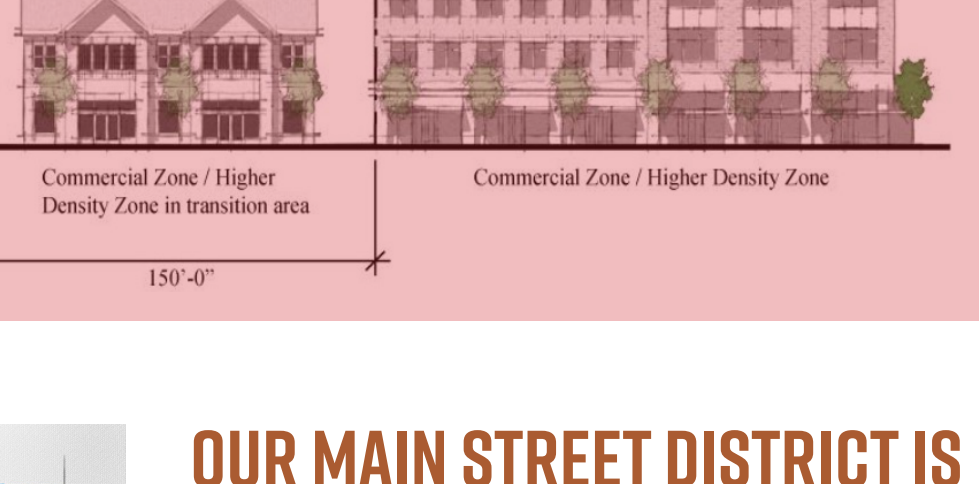 Commercial Zone / Higher
Density Zone in transition area
Commercial Zone / Higher Density Zone
150’-0”
OUR MAIN STREET DISTRICT IS